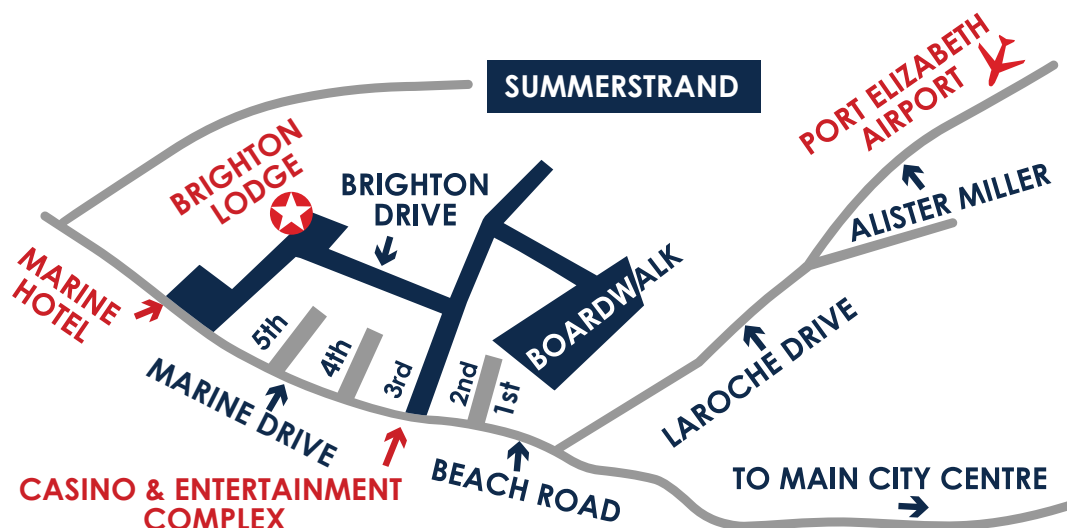 SUMMERSTRAND
PORT ELIZABETH
AIRPORT
BRIGHTON
LODGE
BRIGHTON
DRIVE
ALISTER MILLER
MARINE
HOTEL
BOARDWALK
5th
4th
3rd
2nd
1st
LAROCHE DRIVE
MARINE DRIVE
BEACH ROAD
TO MAIN CITY CENTRE
CASINO & ENTERTAINMENT
COMPLEX